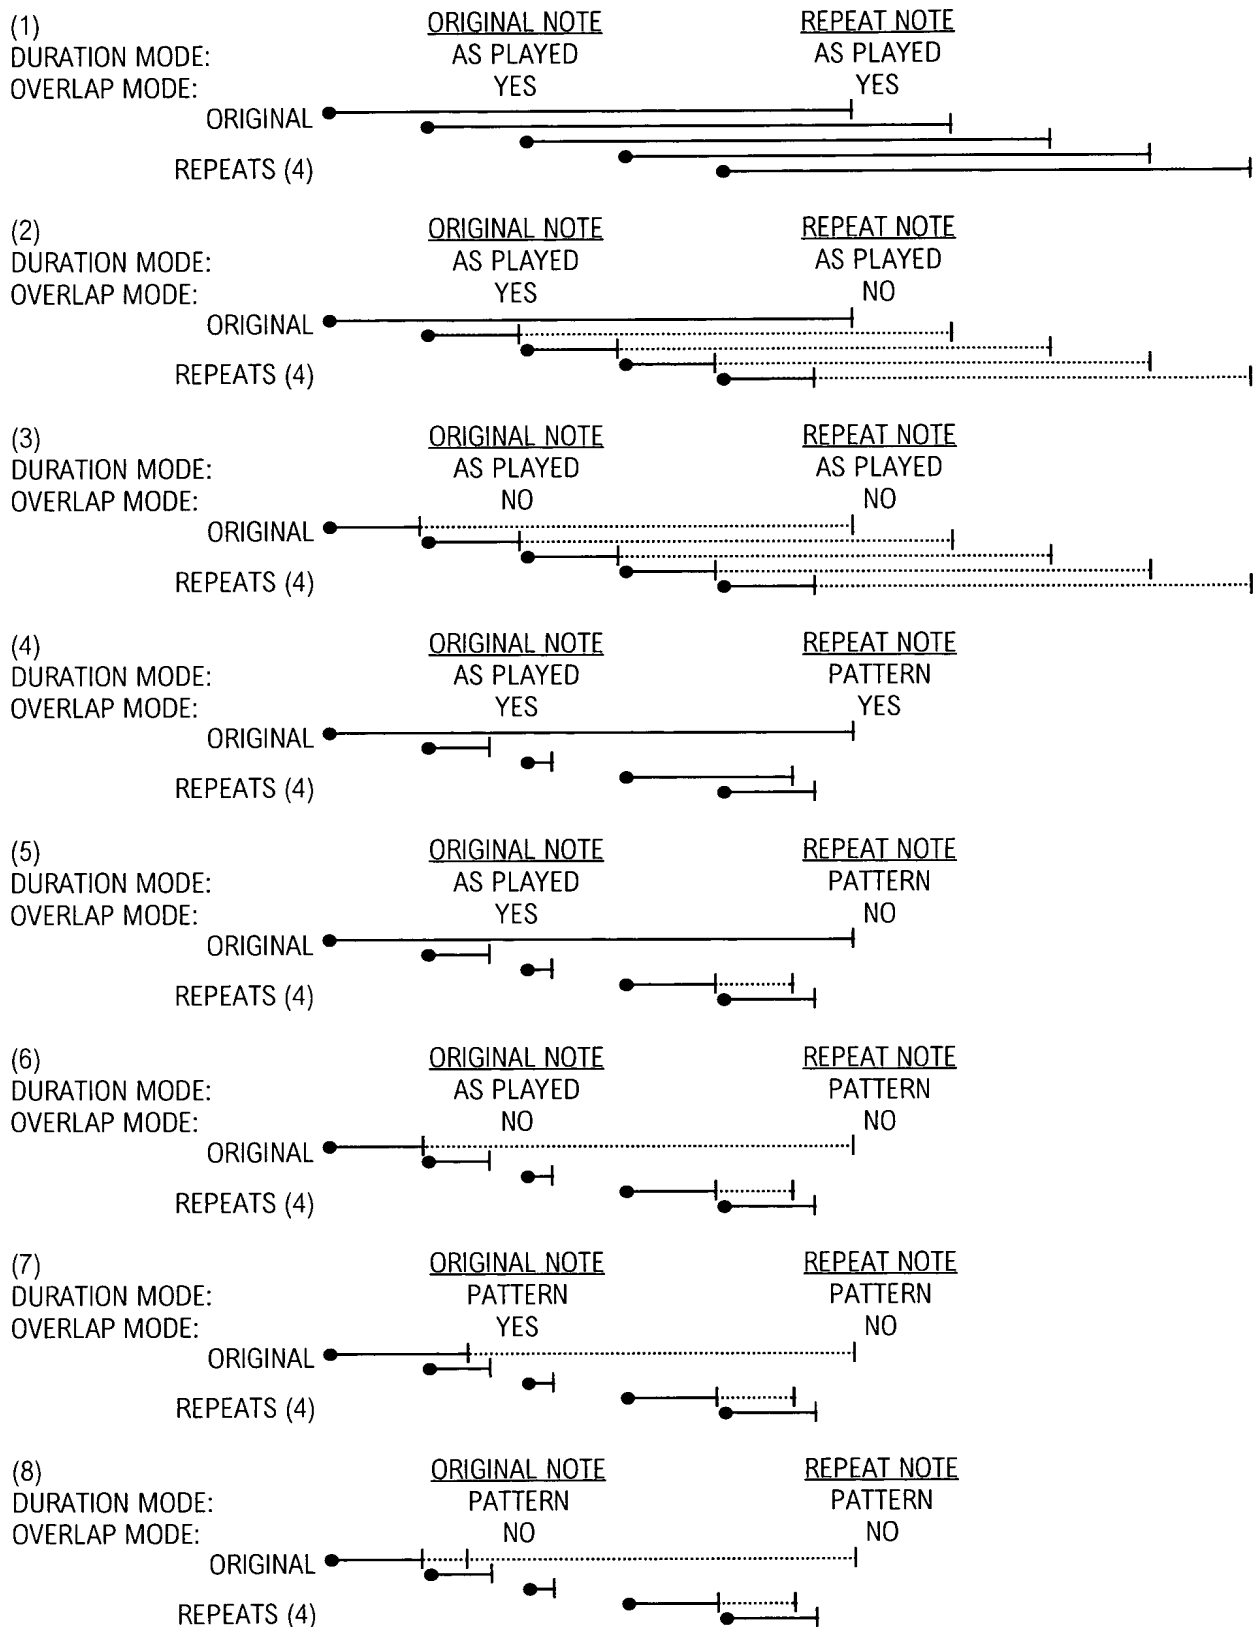 (1) ORIGINAL NOTE REPEAT NOTE
DURATION MODE: AS PLAYED AS PLAYED
OVERLAP MODE: YES YES
ORIGINAL
REPEATS (4)
(2) ORIGINAL NOTE REPEAT NOTE
DURATION MODE: AS PLAYED AS PLAYED
OVERLAP MODE: YES NO
ORIGINAL
REPEATS (4)
(3) ORIGINAL NOTE REPEAT NOTE
DURATION MODE: AS PLAYED AS PLAYED
OVERLAP MODE: NO NO
ORIGINAL
REPEATS (4)
(4) ORIGINAL NOTE REPEAT NOTE
DURATION MODE: AS PLAYED PATTERN
OVERLAP MODE: YES YES
ORIGINAL
REPEATS (4)
(5) ORIGINAL NOTE REPEAT NOTE
DURATION MODE: AS PLAYED PATTERN
OVERLAP MODE: YES NO
ORIGINAL
REPEATS (4)
(6) ORIGINAL NOTE REPEAT NOTE
DURATION MODE: AS PLAYED PATTERN
OVERLAP MODE: NO NO
ORIGINAL
REPEATS (4)
(7) ORIGINAL NOTE REPEAT NOTE
DURATION MODE: PATTERN PATTERN
OVERLAP MODE: YES NO
ORIGINAL
REPEATS (4)
(8) ORIGINAL NOTE REPEAT NOTE
DURATION MODE: PATTERN PATTERN
OVERLAP MODE: NO NO
ORIGINAL
REPEATS (4)